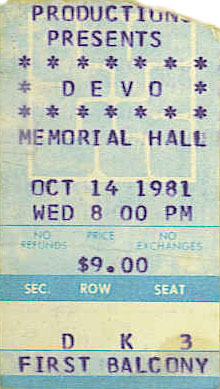 PRODUCTIONS
PRESENTS
* * * * * * *
DEVO
* * * * * * *
MEMORIAL HALL
OCT 14 1981
WED 8 00 PM
NO REFUNDS PRICE NO EXCHANGES
$9.00
SEC. ROW SEAT
D K 3
FIRST BALCONY